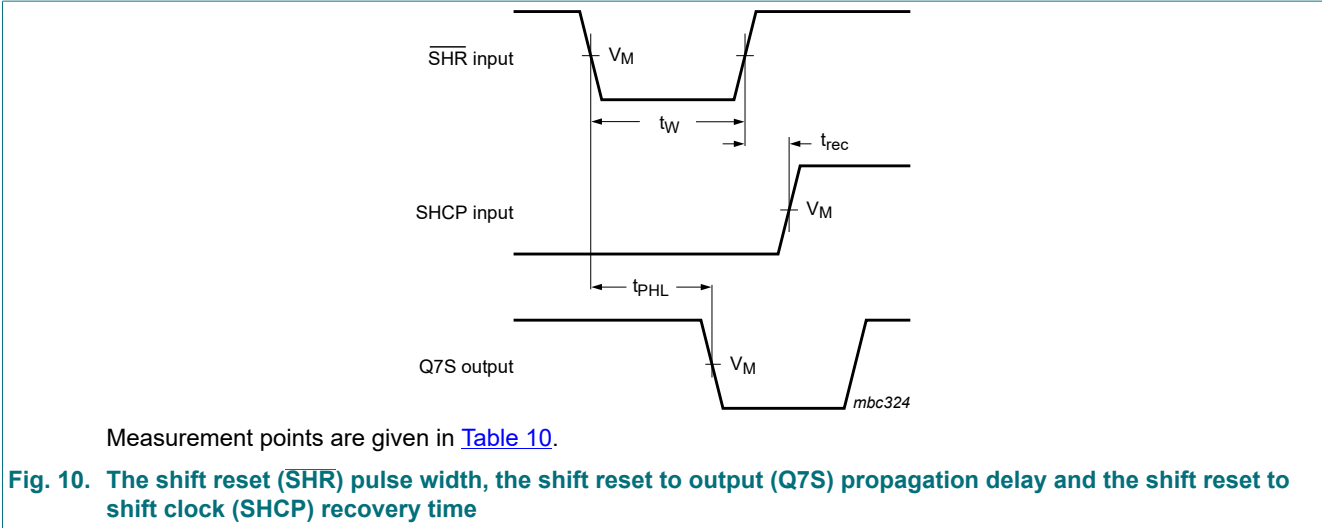 SHR input
VM
tW
trec
SHCP input
VM
tPHL
Q7S output
VM
mbc324
Measurement points are given in Table 10.
Fig. 10. The shift reset (SHR) pulse width, the shift reset to output (Q7S) propagation delay and the shift reset to
shift clock (SHCP) recovery time